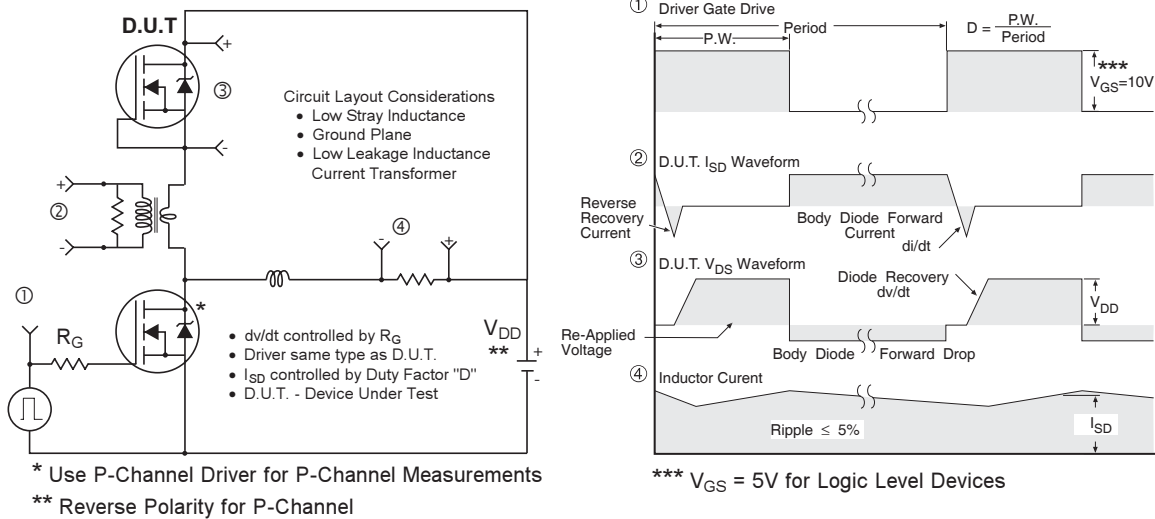 D.U.T
+
③
-
Circuit Layout Considerations
• Low Stray Inductance
• Ground Plane
• Low Leakage Inductance
Current Transformer
+
②
-
④
-
+
①
R_G
*
• dv/dt controlled by R_G
• Driver same type as D.U.T.
• I_SD controlled by Duty Factor "D"
• D.U.T. - Device Under Test
V_DD
**
+
-
* Use P-Channel Driver for P-Channel Measurements
** Reverse Polarity for P-Channel
① Driver Gate Drive
P.W.
Period
D = P.W. / Period
***
V_GS=10V
② D.U.T. I_SD Waveform
Reverse
Recovery
Current
Body Diode Forward
Current
di/dt
③ D.U.T. V_DS Waveform
Diode Recovery
dv/dt
V_DD
Re-Applied
Voltage
Body Diode Forward Drop
④ Inductor Curent
Ripple ≤ 5%
I_SD
*** V_GS = 5V for Logic Level Devices